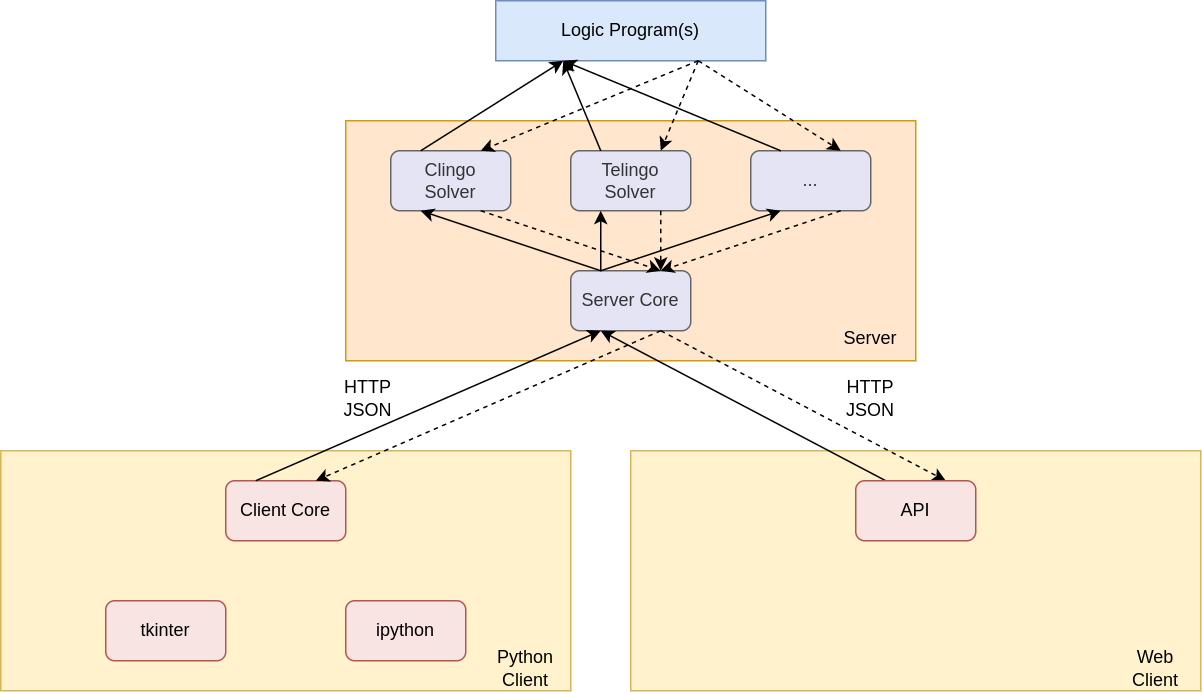 Logic Program(s)
Clingo
Solver
Telingo
Solver
...
Server Core
Server
HTTP
JSON
HTTP
JSON
Client Core
API
tkinter
ipython
Python
Client
Web
Client